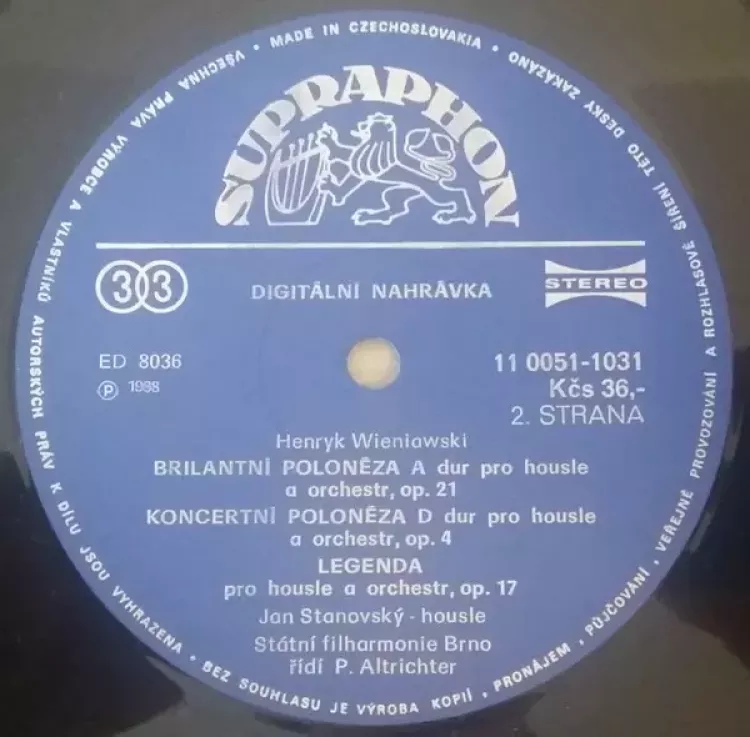 VŠECHNA PRÁVA VÝROBCE A VLASTNÍKŮ AUTORSKÝCH PRÁV K DÍLU JSOU VYHRAZENA • BEZ SOUHLASU JE VÝROBA KOPIÍ, PRONÁJEM, PŮJČOVÁNÍ, VEŘEJNÉ PROVOZOVÁNÍ A ROZHLASOVÉ ŠÍŘENÍ TÉTO DESKY ZAKÁZÁNO • MADE IN CZECHOSLOVAKIA •
SUPRAPHON
33
DIGITÁLNÍ NAHRÁVKA
STEREO
ED 8036
11 0051-1031
Ⓟ 1988
Kčs 36,-
2. STRANA
Henryk Wieniawski
BRILANTNÍ POLONÉZA A dur pro housle
a orchestr, op. 21
KONCERTNÍ POLONÉZA D dur pro housle
a orchestr, op. 4
LEGENDA
pro housle a orchestr, op. 17
Jan Stanovský - housle
Státní filharmonie Brno
řídí P. Altrichter